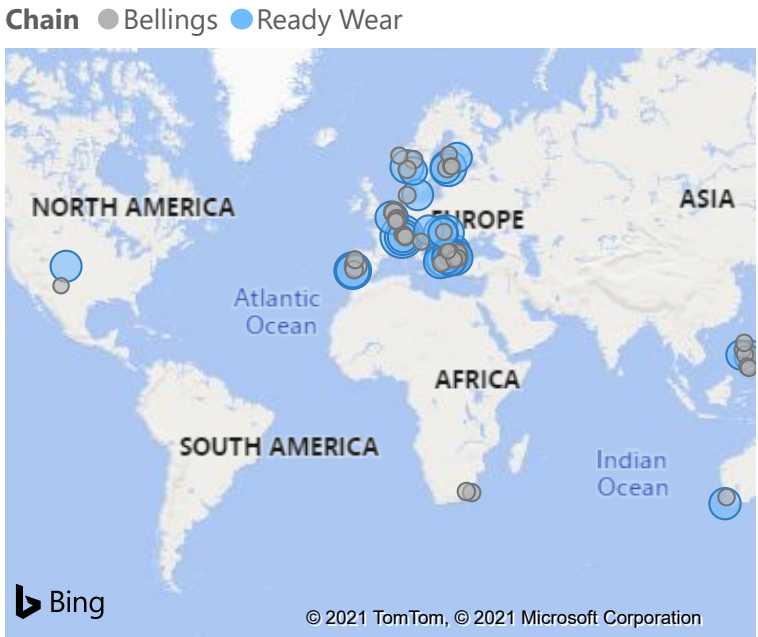 Chain Bellings Ready Wear
NORTH AMERICA
ASIA
EUROPE
Atlantic
Ocean
AFRICA
SOUTH AMERICA
Indian
Ocean
Bing
© 2021 TomTom, © 2021 Microsoft Corporation